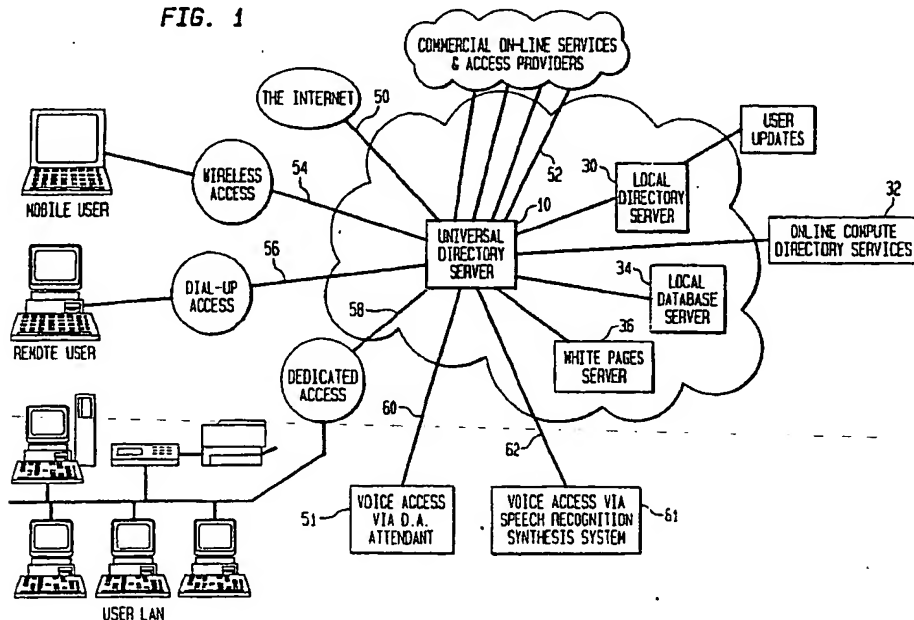 FIG. 1
COMMERCIAL ON-LINE SERVICES
& ACCESS PROVIDERS
THE INTERNET
50
USER
UPDATES
52
30
LOCAL
DIRECTORY
SERVER
WIRELESS
ACCESS
54
MOBILE USER
10
UNIVERSAL
DIRECTORY
SERVER
32
ONLINE COMPUTE
DIRECTORY SERVICES
56
DIAL-UP
ACCESS
34
LOCAL
DATABASE
SERVER
REMOTE USER
58
36
WHITE PAGES
SERVER
DEDICATED
ACCESS
60
62
51
VOICE ACCESS
VIA D.A.
ATTENDANT
VOICE ACCESS VIA
SPEECH RECOGNITION
SYNTHESIS SYSTEM
61
USER LAN